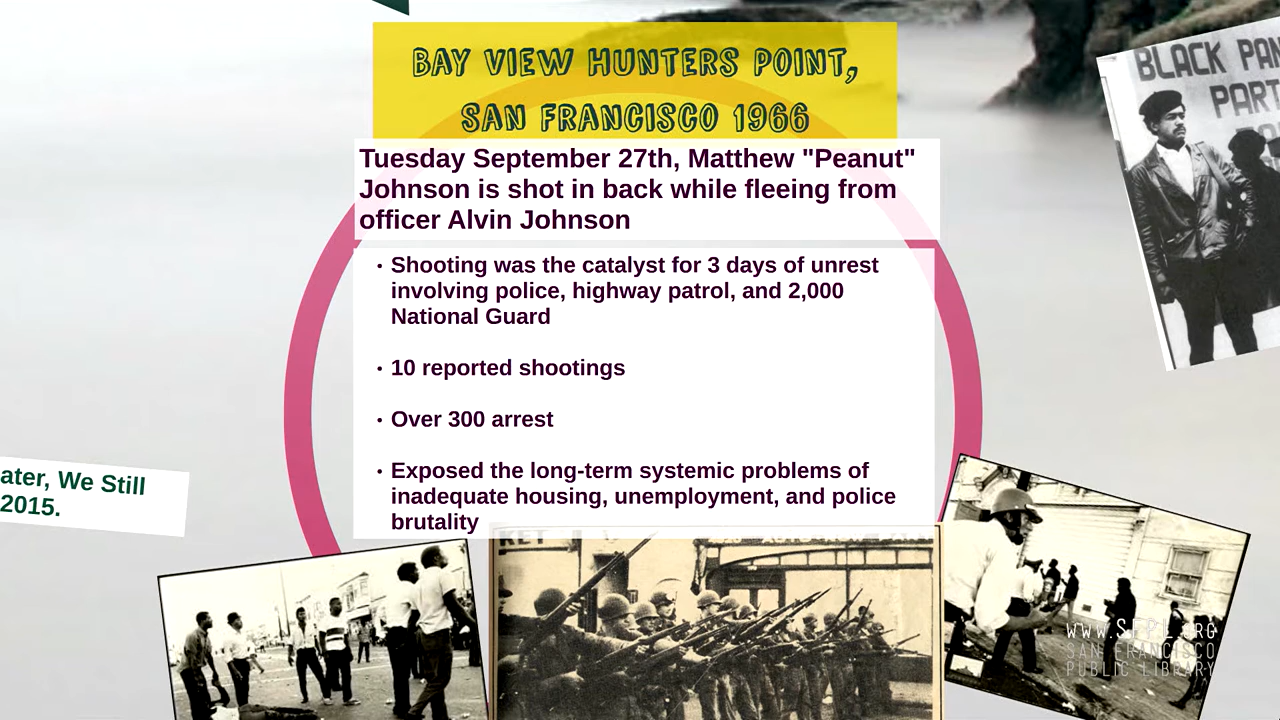 BAY VIEW HUNTERS POINT,
SAN FRANCISCO 1966
Tuesday September 27th, Matthew "Peanut"
Johnson is shot in back while fleeing from
officer Alvin Johnson
• Shooting was the catalyst for 3 days of unrest
involving police, highway patrol, and 2,000
National Guard
• 10 reported shootings
• Over 300 arrest
• Exposed the long-term systemic problems of
inadequate housing, unemployment, and police
brutality
BLACK PAN
PART
ater, We Still
2015.
KET
WWW.SFPL.ORG
SAN FRANCISCO
PUBLIC LIBRARY